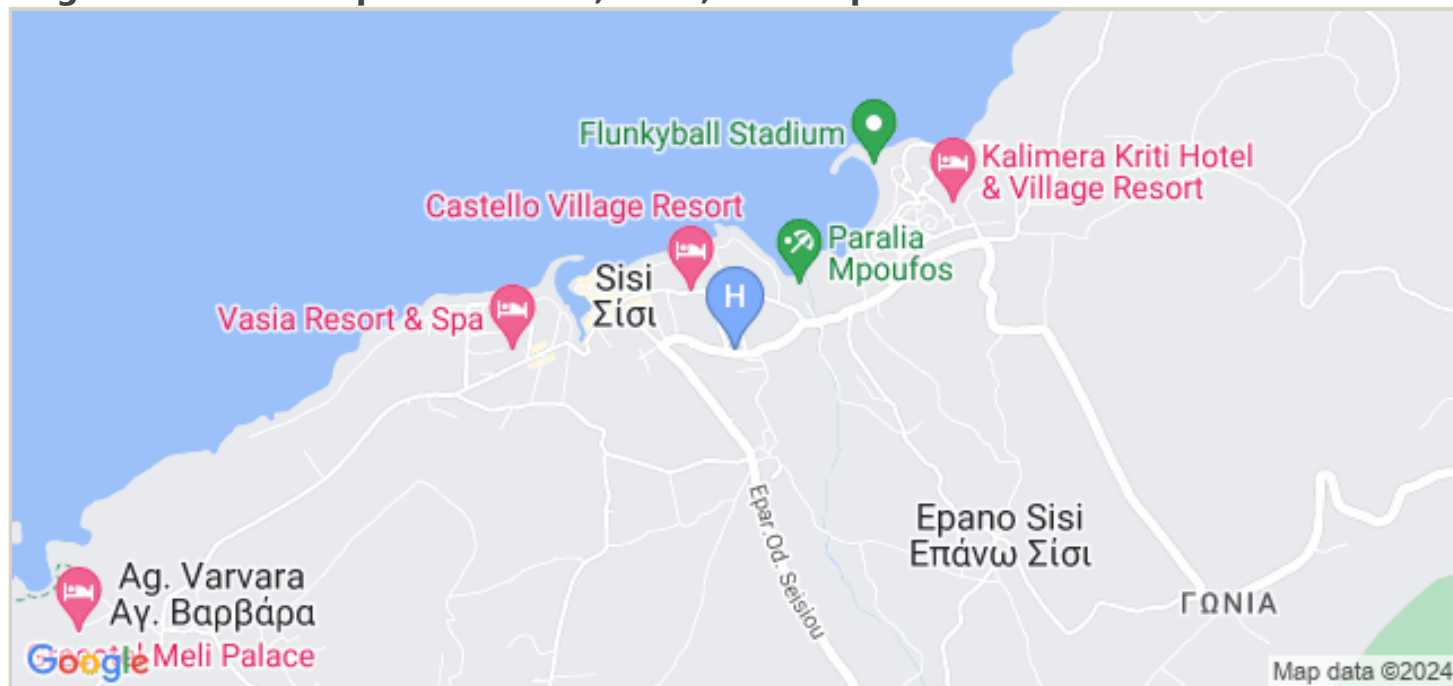 Flunkyball Stadium
Kalimera Kriti Hotel
& Village Resort
Castello Village Resort
Paralia
Mpoufos
Sisi
Σίσι
H
Vasia Resort & Spa
Epar.Od. Seisiou
Epano Sisi
Επάνω Σίσι
Ag. Varvara
Αγ. Βαρβάρα
ΓΩΝΙΑ
Meli Palace
Google
Map data ©2024